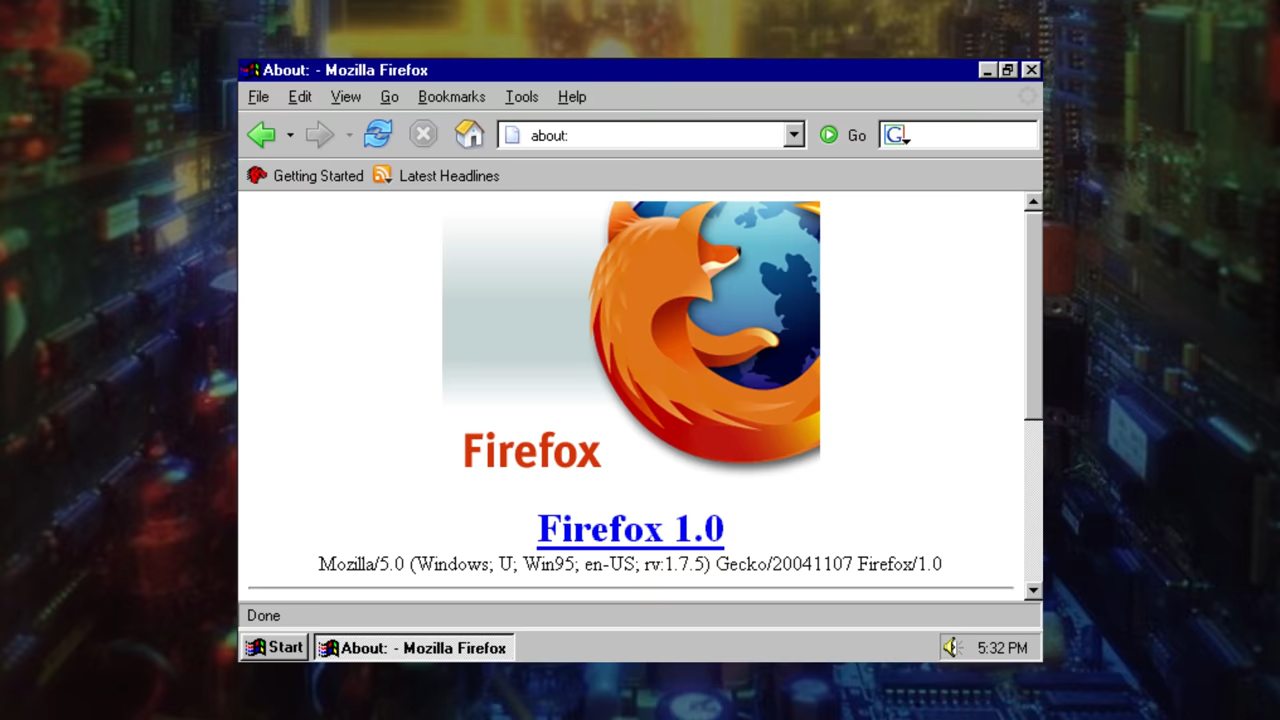 About: - Mozilla Firefox
File Edit View Go Bookmarks Tools Help
about: Go G
Getting Started Latest Headlines
Firefox
Firefox 1.0
Mozilla/5.0 (Windows; U; Win95; en-US; rv:1.7.5) Gecko/20041107 Firefox/1.0
Done
Start About: - Mozilla Firefox 5:32 PM